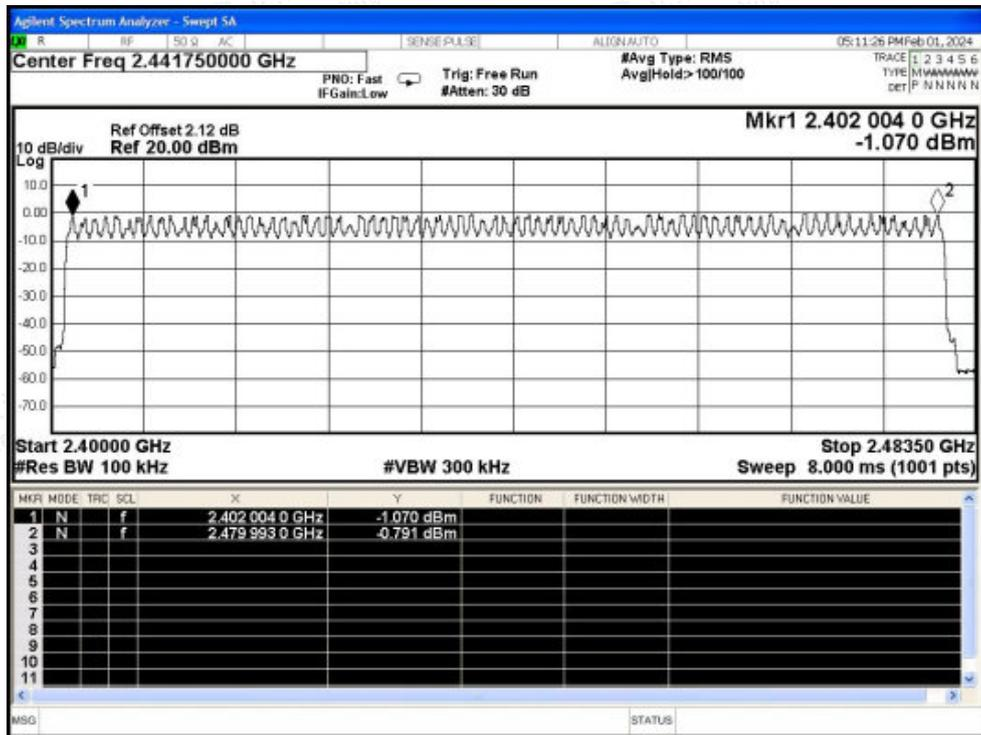 Agilent Spectrum Analyzer - Swept SA
LXI R RF 50 Ω AC SENSE:PULSE ALIGN AUTO 05:11:26 PM Feb 01, 2024
Center Freq 2.441750000 GHz #Avg Type: RMS TRACE 1 2 3 4 5 6
PNO: Fast Trig: Free Run Avg|Hold:> 100/100 TYPE M WWWWW
IFGain:Low #Atten: 30 dB DET P N N N N N
Mkr1 2.402 004 0 GHz
Ref Offset 2.12 dB
10 dB/div Ref 20.00 dBm -1.070 dBm
Log
10.0
1
2
0.00
-10.0
-20.0
-30.0
-40.0
-50.0
-60.0
-70.0
Start 2.40000 GHz Stop 2.48350 GHz
#Res BW 100 kHz #VBW 300 kHz Sweep 8.000 ms (1001 pts)
MKR MODE TRC SCL X Y FUNCTION FUNCTION WIDTH FUNCTION VALUE
1 N f 2.402 004 0 GHz -1.070 dBm
2 N f 2.479 993 0 GHz -0.791 dBm
3
4
5
6
7
8
9
10
11
MSG STATUS